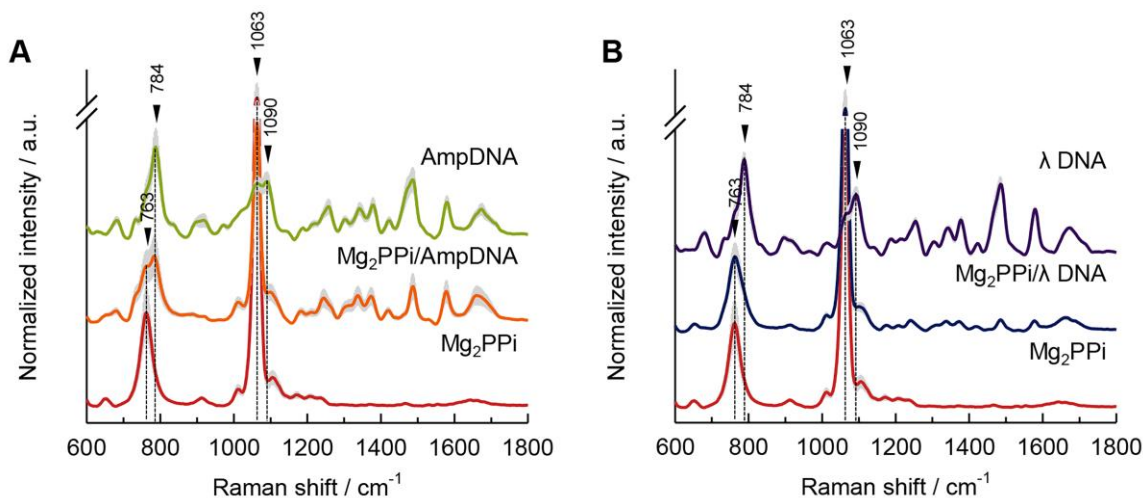 A
1063
784
1090
763
AmpDNA
Mg₂PPi/AmpDNA
Mg₂PPi
Normalized intensity / a.u.
600 800 1000 1200 1400 1600 1800
Raman shift / cm⁻¹
B
1063
784
1090
763
λ DNA
Mg₂PPi/λ DNA
Mg₂PPi
Normalized intensity / a.u.
600 800 1000 1200 1400 1600 1800
Raman shift / cm⁻¹